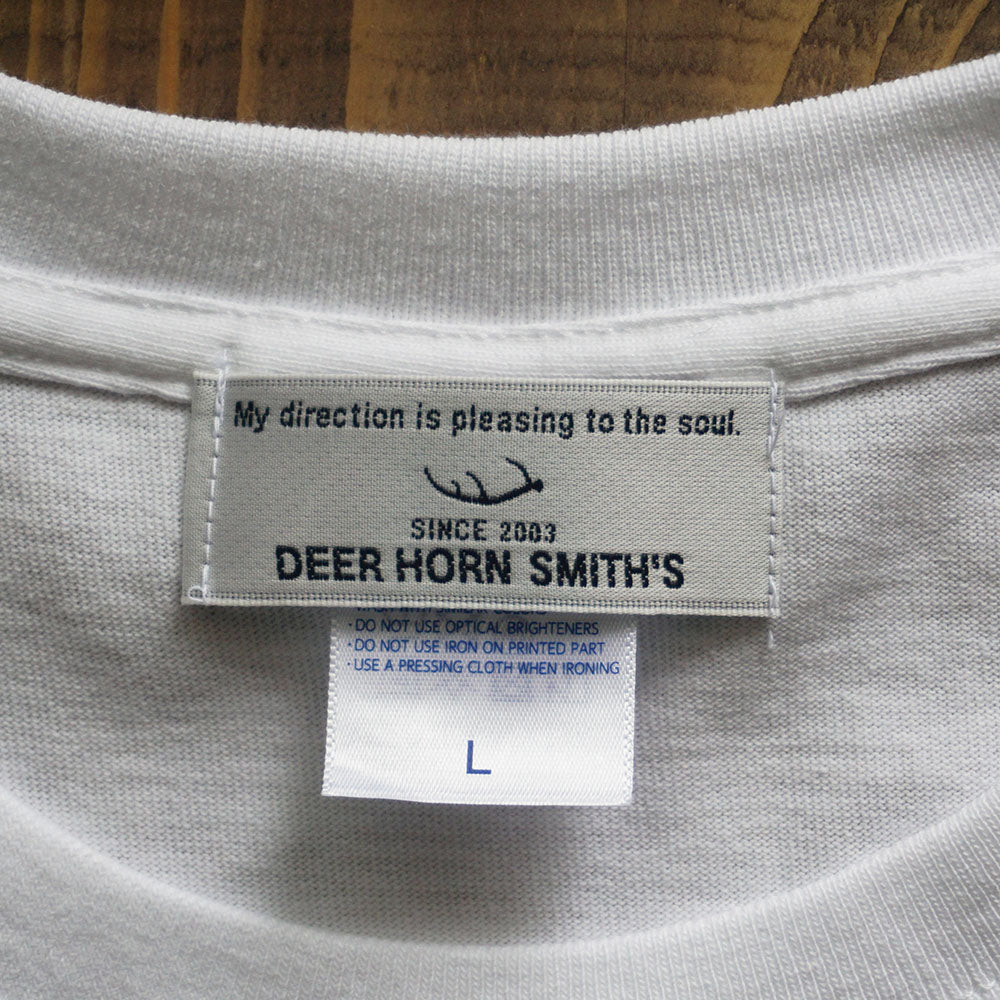 My direction is pleasing to the soul.
SINCE 2003
DEER HORN SMITH'S
・DO NOT USE OPTICAL BRIGHTENERS
・DO NOT USE IRON ON PRINTED PART
・USE A PRESSING CLOTH WHEN IRONING
L